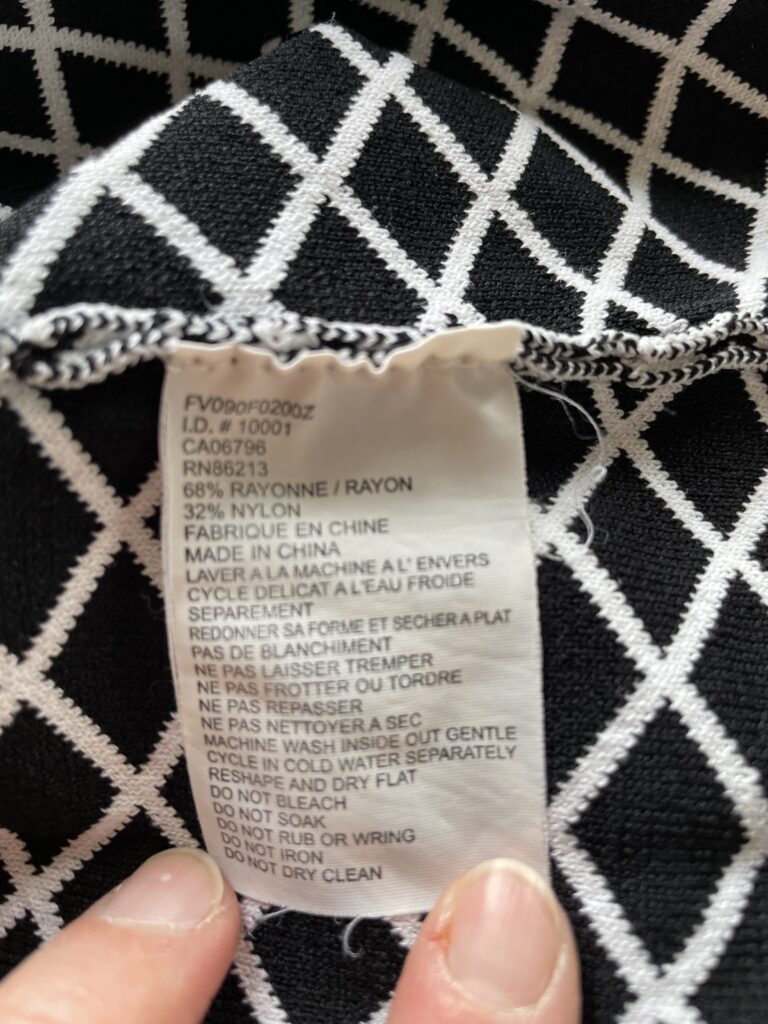 FV090F0200Z
I.D. # 10001
CA06796
RN86213
68% RAYONNE / RAYON
32% NYLON
FABRIQUE EN CHINE
MADE IN CHINA
LAVER A LA MACHINE A L' ENVERS
CYCLE DELICAT A L'EAU FROIDE
SEPAREMENT
REDONNER SA FORME ET SECHER A PLAT
PAS DE BLANCHIMENT
NE PAS LAISSER TREMPER
NE PAS FROTTER OU TORDRE
NE PAS REPASSER
NE PAS NETTOYER A SEC
MACHINE WASH INSIDE OUT GENTLE
CYCLE IN COLD WATER SEPARATELY
RESHAPE AND DRY FLAT
DO NOT BLEACH
DO NOT SOAK
DO NOT RUB OR WRING
DO NOT IRON
DO NOT DRY CLEAN